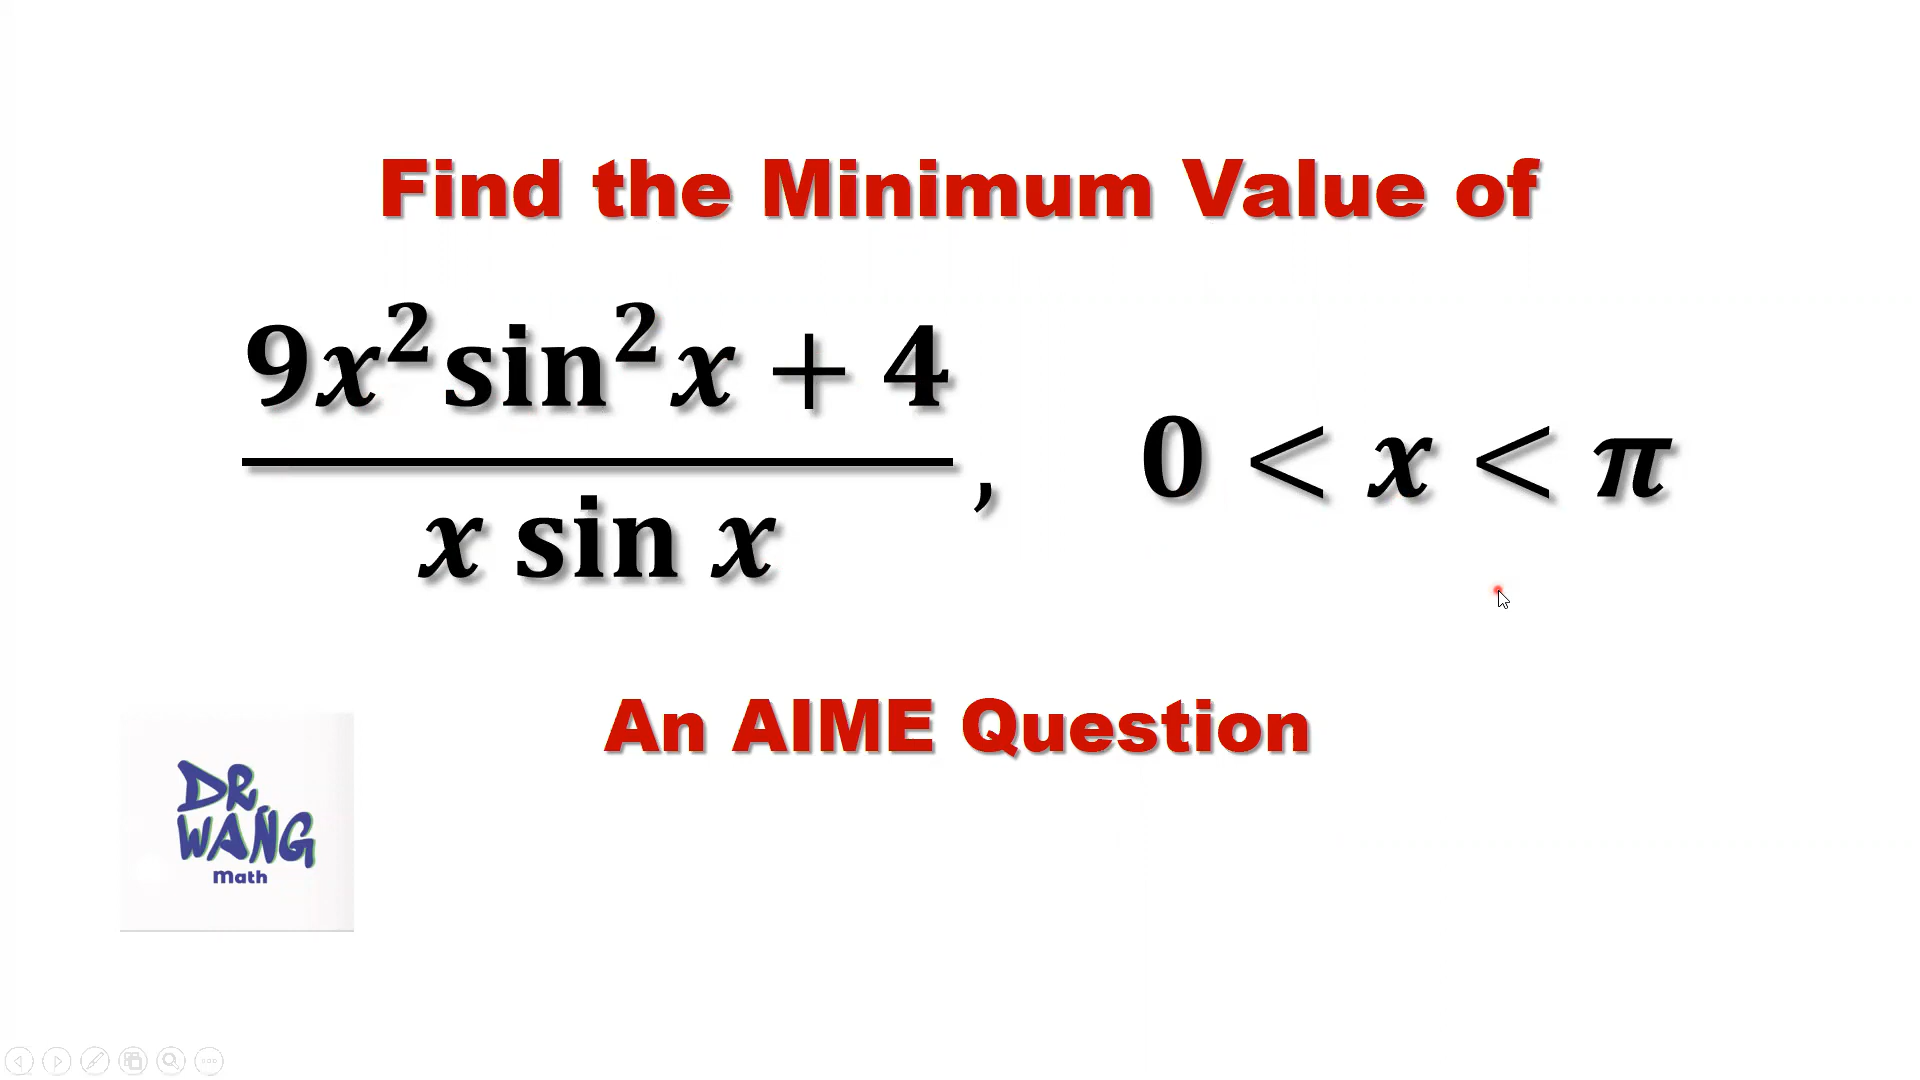 Find the Minimum Value of
9x²sin²x + 4
x sin x
, 0 < x < π
An AIME Question
DR
WANG
Math